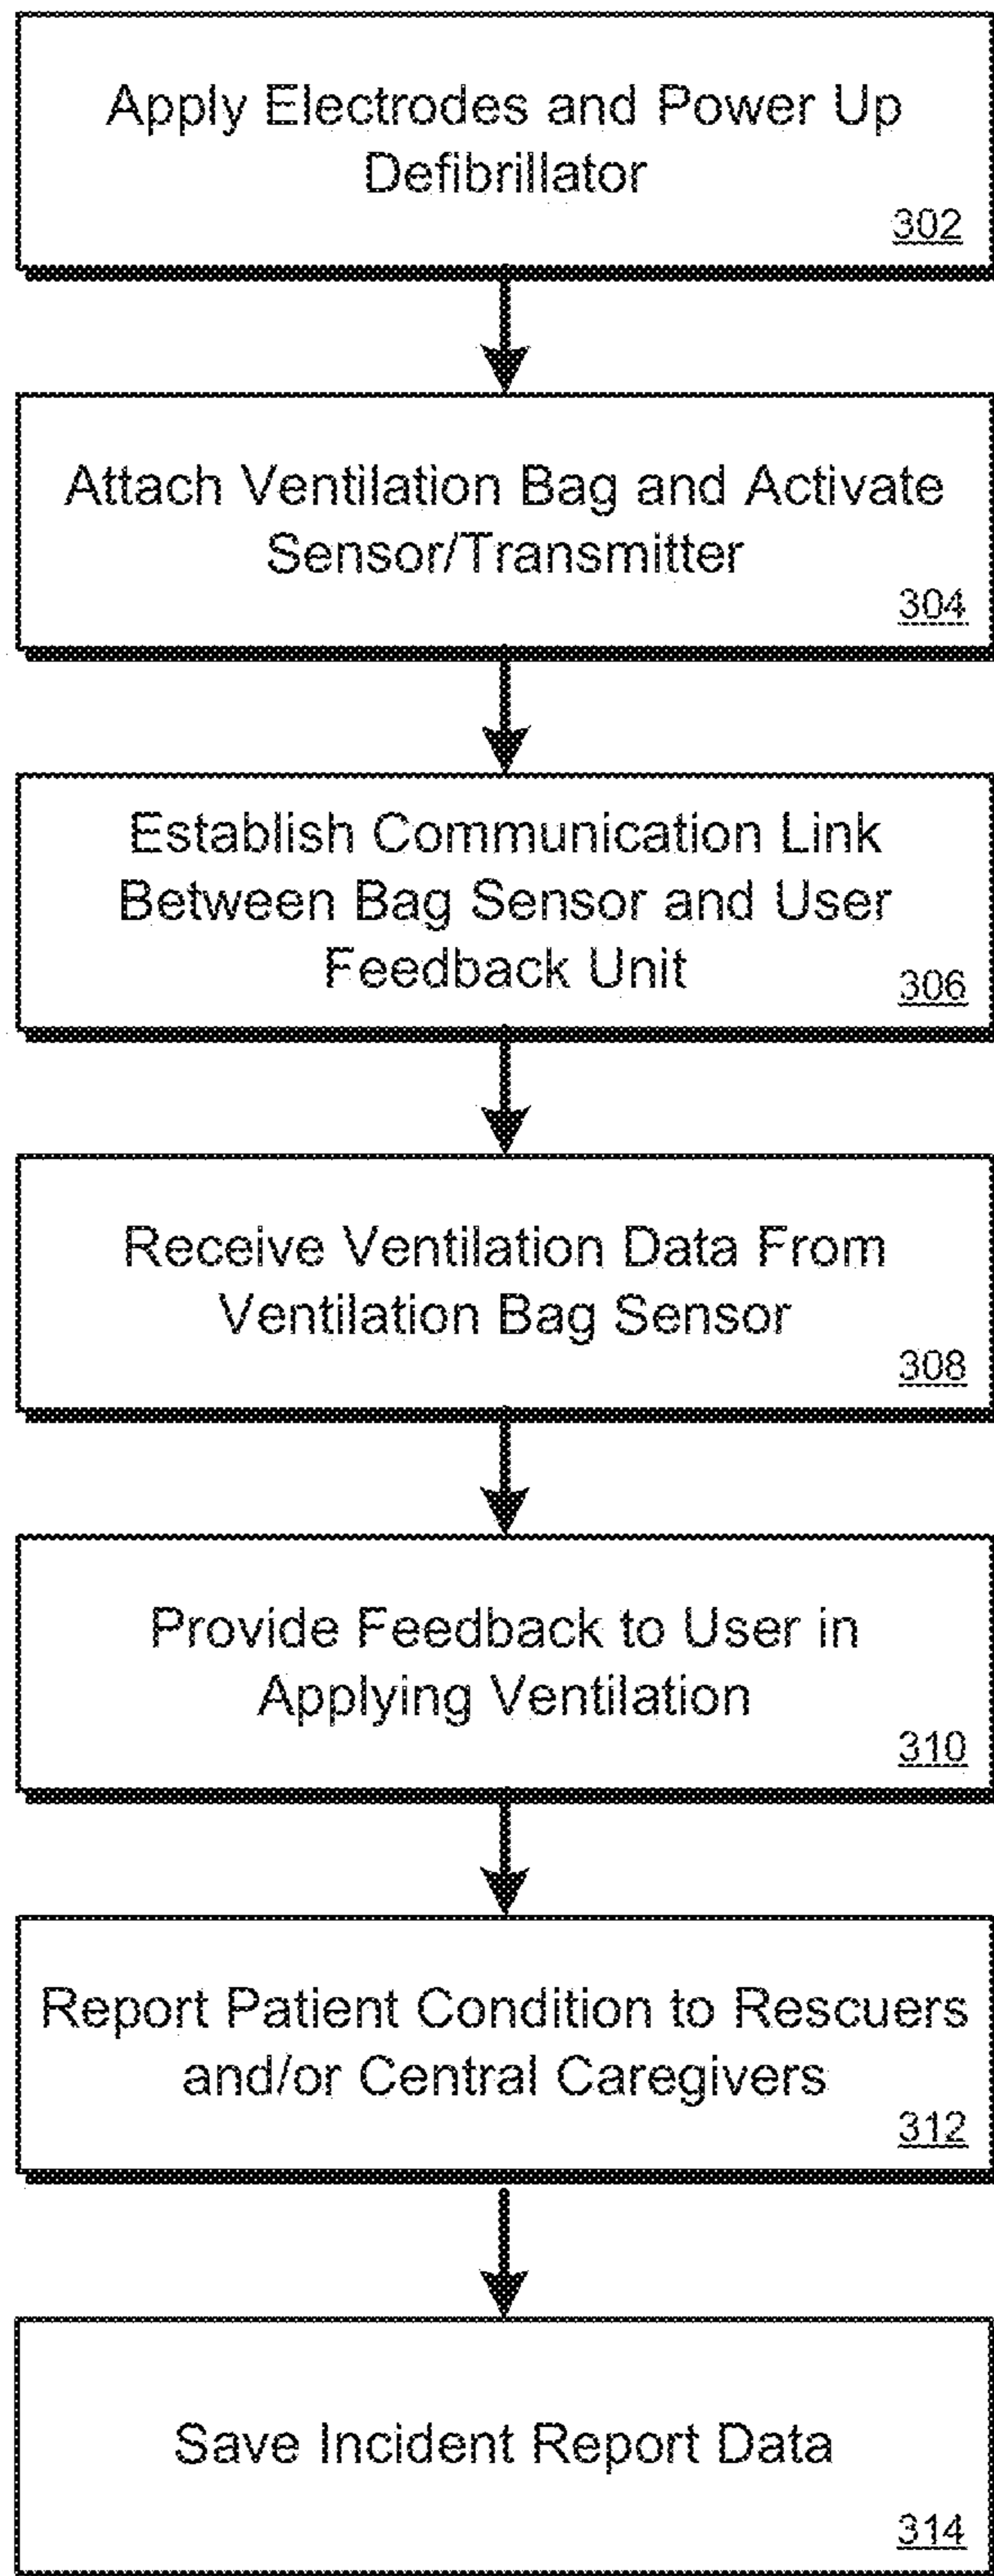 Apply Electrodes and Power Up
Defibrillator
302
Attach Ventilation Bag and Activate
Sensor/Transmitter
304
Establish Communication Link
Between Bag Sensor and User
Feedback Unit
306
Receive Ventilation Data From
Ventilation Bag Sensor
308
Provide Feedback to User in
Applying Ventilation
310
Report Patient Condition to Rescuers
and/or Central Caregivers
312
Save Incident Report Data
314